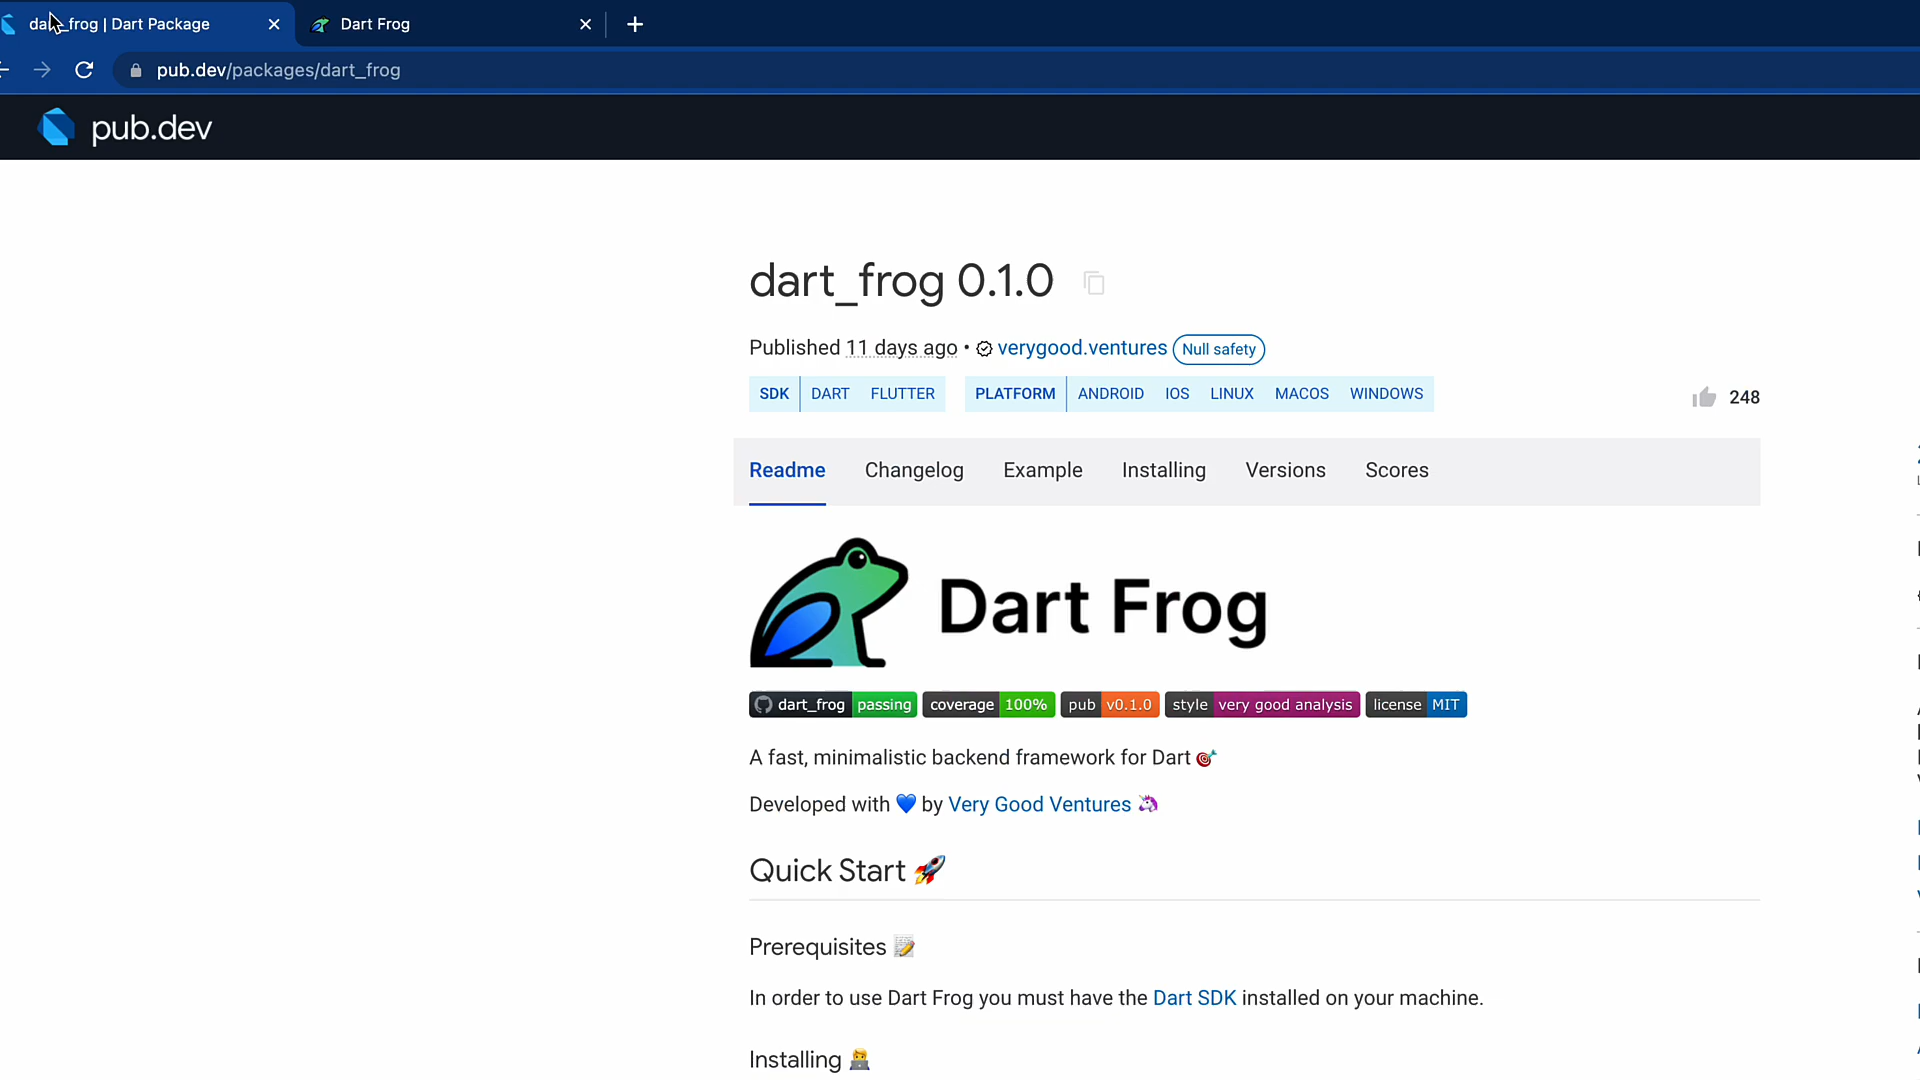 dart_frog | Dart Package
Dart Frog
pub.dev/packages/dart_frog
pub.dev
dart_frog 0.1.0
Published 11 days ago • verygood.ventures Null safety
SDK DART FLUTTER PLATFORM ANDROID IOS LINUX MACOS WINDOWS
248
Readme Changelog Example Installing Versions Scores
Dart Frog
dart_frog passing coverage 100% pub v0.1.0 style very good analysis license MIT
A fast, minimalistic backend framework for Dart 🎯
Developed with 💙 by Very Good Ventures 🦄
Quick Start 🚀
Prerequisites 📝
In order to use Dart Frog you must have the Dart SDK installed on your machine.
Installing 🧑‍💻